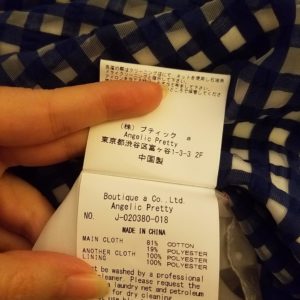 (株) ブティック a
Angelic Pretty
東京都渋谷区富ヶ谷1-3-3 2F
中国製
Boutique a Co., Ltd.
Angelic Pretty
NO. J-020380-018
MADE IN CHINA
MAIN CLOTH 81% COTTON
19% POLYESTER
ANOTHER CLOTH 100% POLYESTER
LINING 100% POLYESTER
be washed by a professional
cleaner. Please request
a laundry net and petroleum
for dry cleaning